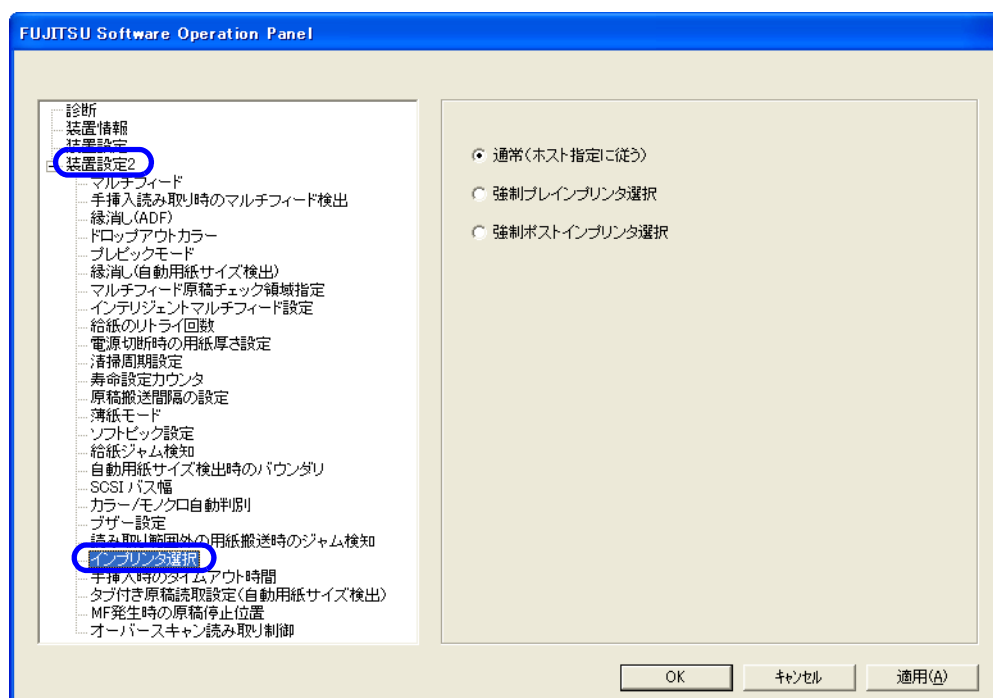 FUJITSU Software Operation Panel
診断
装置情報
装置設定
装置設定2
マルチフィード
手挿入読み取り時のマルチフィード検出
縁消し(ADF)
ドロップアウトカラー
プレピックモード
縁消し(自動用紙サイズ検出)
マルチフィード原稿チェック領域指定
インテリジェントマルチフィード設定
給紙のリトライ回数
電源切断時の用紙厚さ設定
清掃周期設定
寿命設定カウンタ
原稿搬送間隔の設定
薄紙モード
ソフトピック設定
給紙ジャム検知
自動用紙サイズ検出時のバウンダリ
SCSI バス幅
カラー/モノクロ自動判別
ブザー設定
読み取り範囲外の用紙搬送時のジャム検知
インプリンタ選択
手挿入時のタイムアウト時間
タブ付き原稿読取設定(自動用紙サイズ検出)
MF発生時の原稿停止位置
オーバースキャン読み取り制御
通常(ホスト指定に従う)
強制プレインプリンタ選択
強制ポストインプリンタ選択
OK
キャンセル
適用(A)